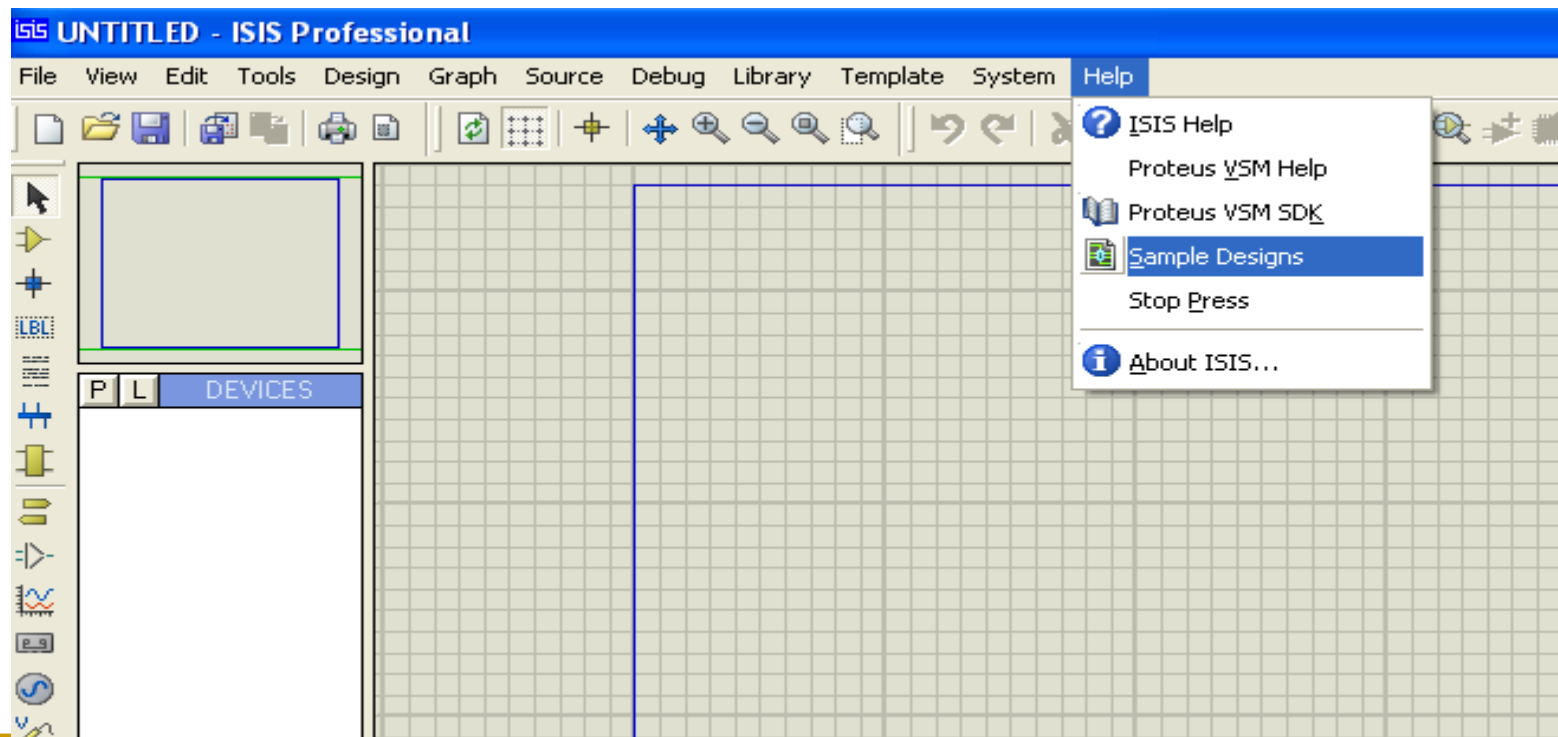 isis UNTITLED - ISIS Professional
File View Edit Tools Design Graph Source Debug Library Template System Help
ISIS Help
Proteus VSM Help
Proteus VSM SDK
Sample Designs
Stop Press
About ISIS...
LBL
P L DEVICES